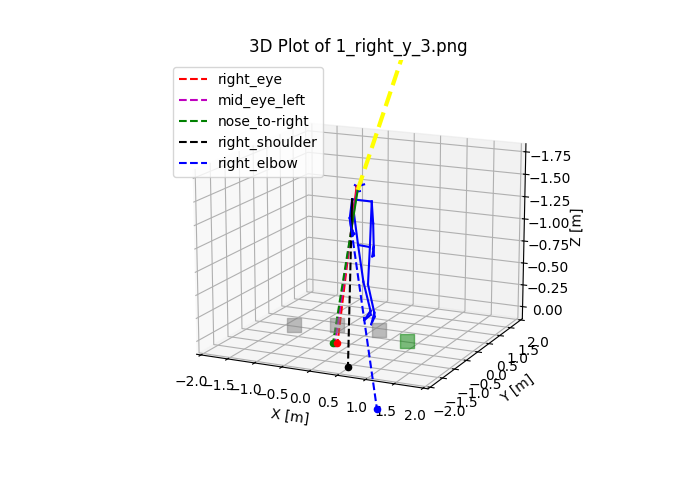 3D Plot of 1_right_y_3.png
right_eye
mid_eye_left
nose_to-right
right_shoulder
right_elbow
−1.75
−1.50
−1.25
−1.00
−0.75
−0.50
−0.25
0.00
Z [m]
−2.0 −1.5 −1.0 −0.5 0.0 0.5 1.0 1.5 2.0
X [m]
−2.0 −1.5 −1.0 −0.5 0.0 0.5 1.0 1.5 2.0
Y [m]